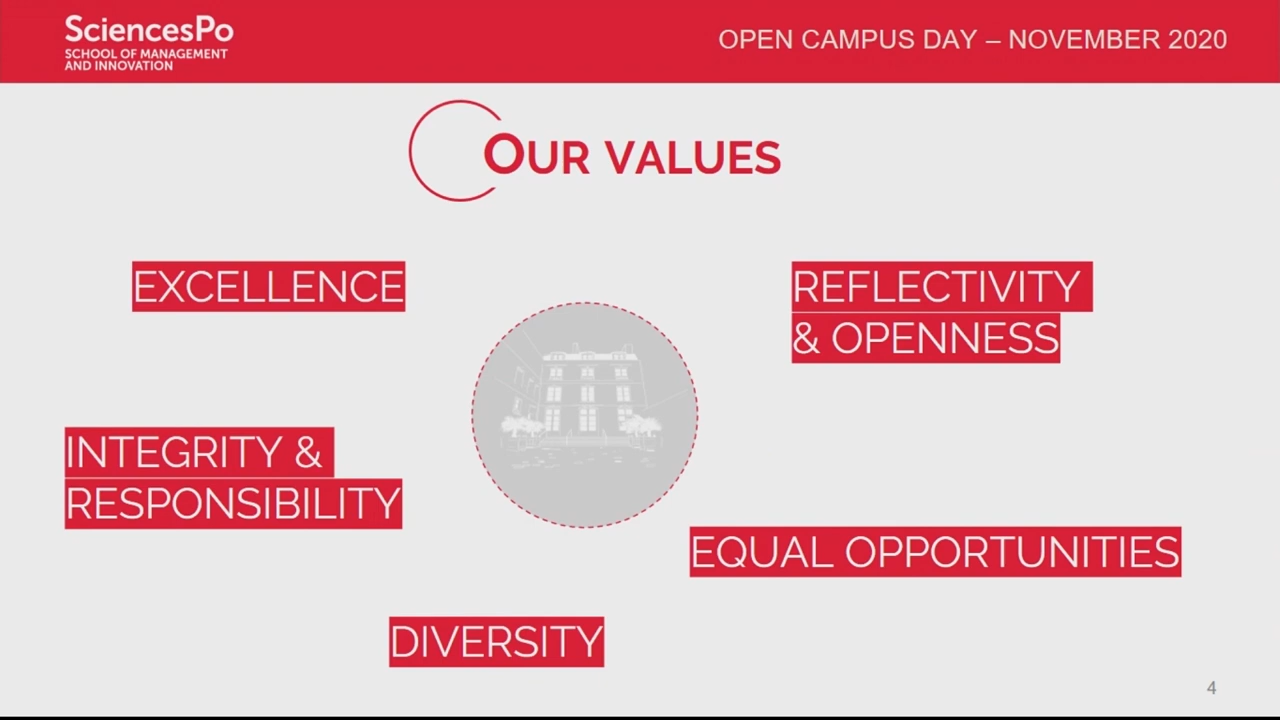 SciencesPo
SCHOOL OF MANAGEMENT
AND INNOVATION
OPEN CAMPUS DAY – NOVEMBER 2020
OUR VALUES
EXCELLENCE
REFLECTIVITY
& OPENNESS
INTEGRITY &
RESPONSIBILITY
EQUAL OPPORTUNITIES
DIVERSITY
4